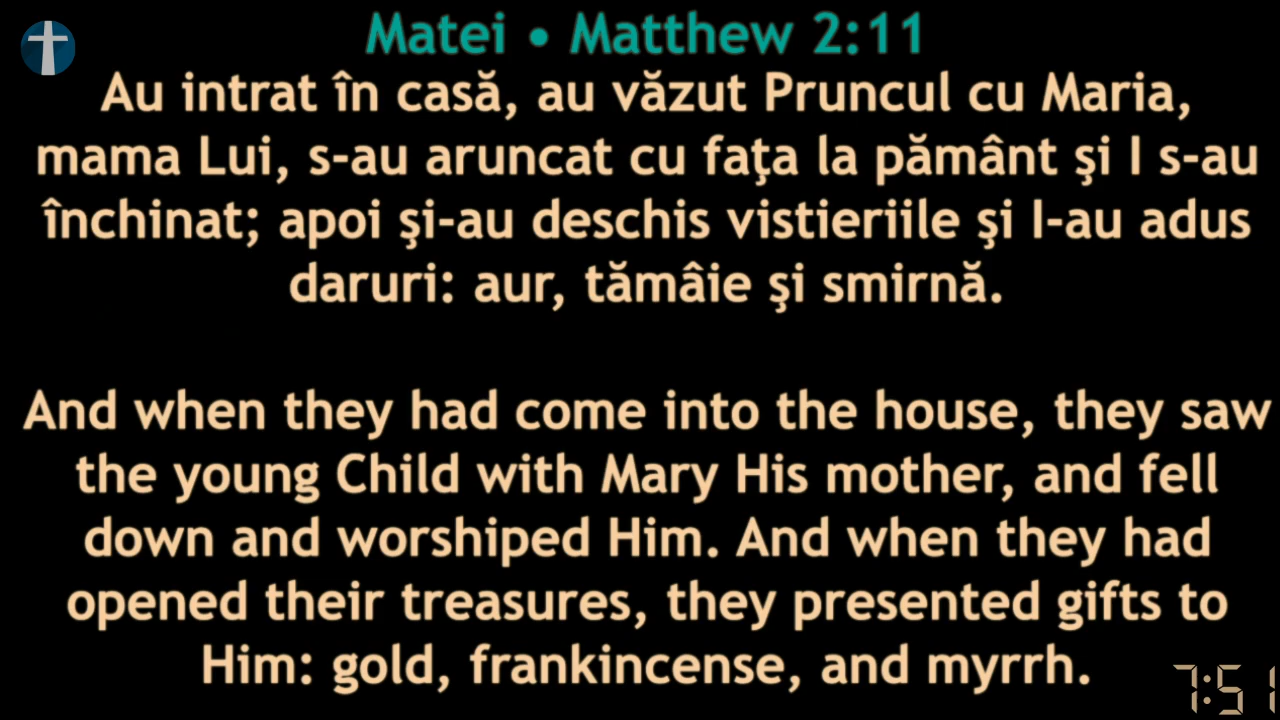 Matei • Matthew 2:11
Au intrat în casă, au văzut Pruncul cu Maria,
mama Lui, s-au aruncat cu faţa la pământ şi I s-au
închinat; apoi şi-au deschis vistieriile şi I-au adus
daruri: aur, tămâie şi smirnă.
And when they had come into the house, they saw
the young Child with Mary His mother, and fell
down and worshiped Him. And when they had
opened their treasures, they presented gifts to
Him: gold, frankincense, and myrrh.
7:51